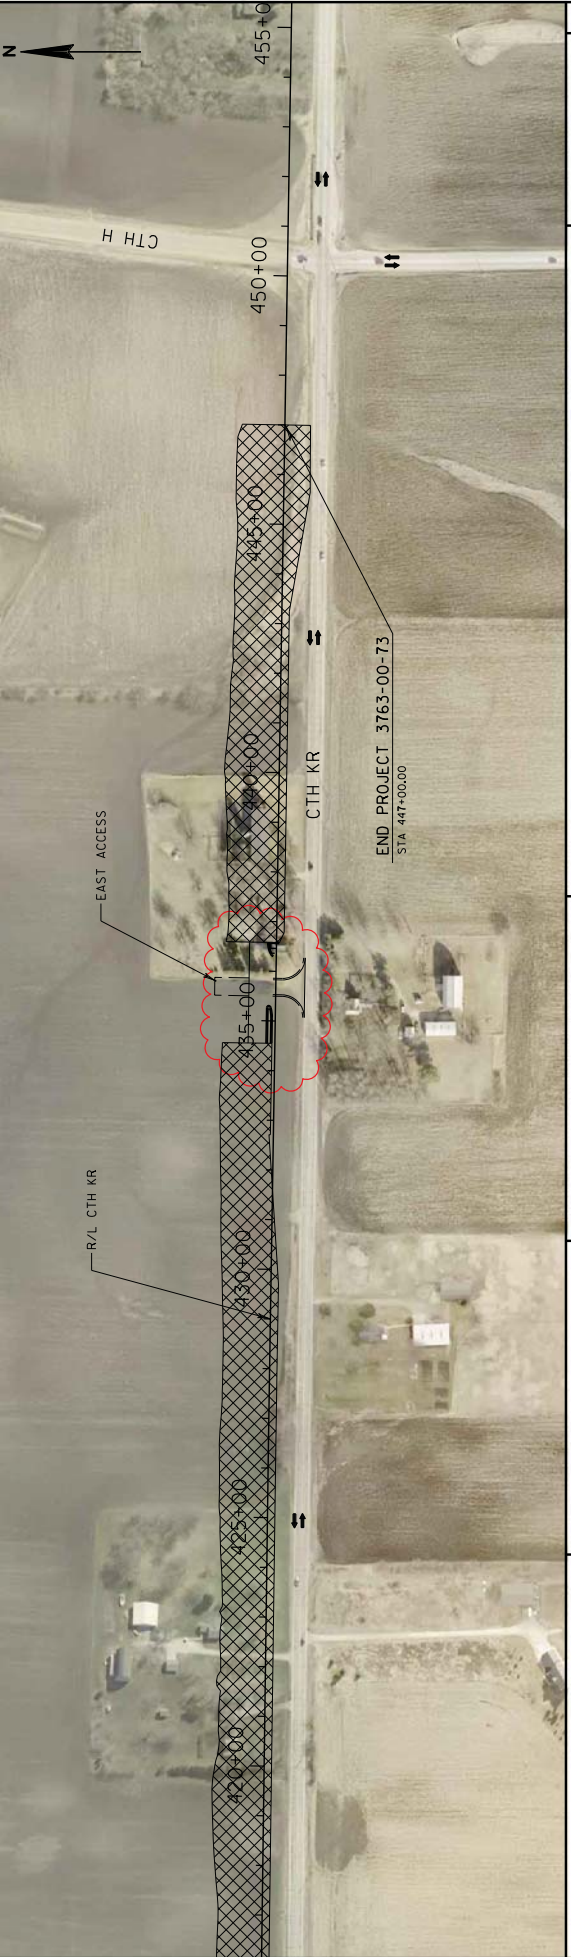 N
455+0
CTH H
450+00
445+00
END PROJECT 3763-00-73
STA 447+00.00
440+00
CTH KR
EAST ACCESS
435+00
R/L CTH KR
430+00
425+00
420+00